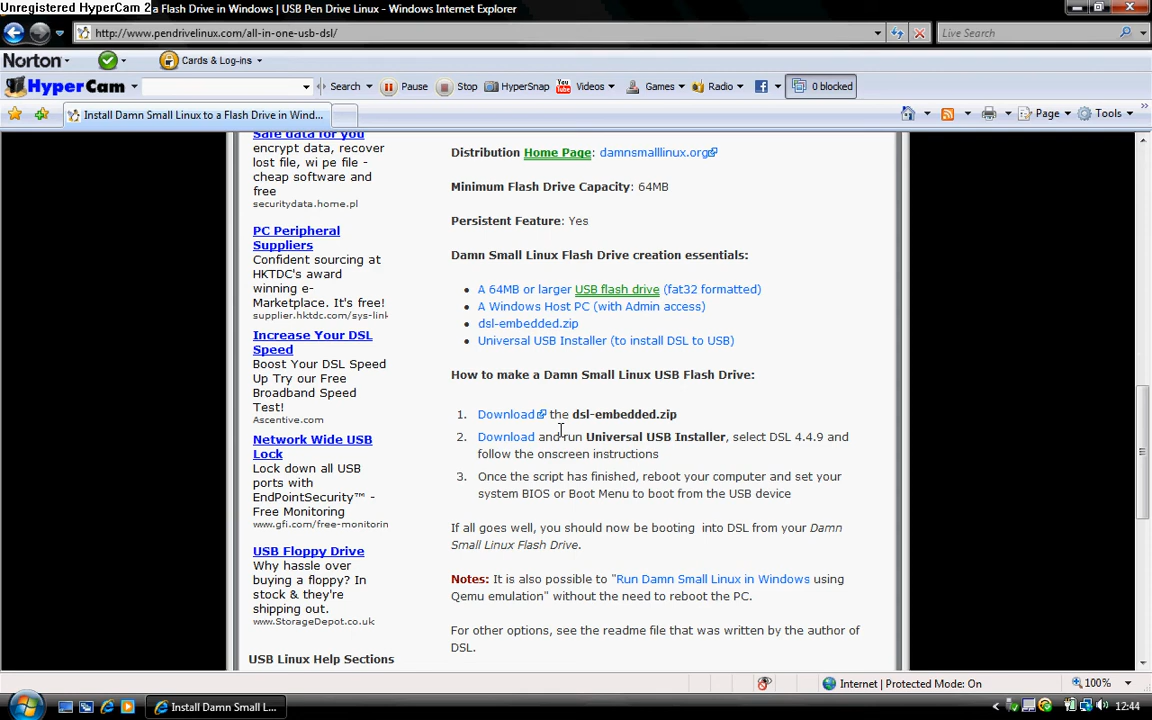 Unregistered HyperCam 2
a Flash Drive in Windows | USB Pen Drive Linux - Windows Internet Explorer
http://www.pendrivelinux.com/all-in-one-usb-dsl/
Live Search
Norton
Cards & Log-ins
HyperCam
Search
Pause
Stop
HyperSnap
Videos
Games
Radio
0 blocked
Install Damn Small Linux to a Flash Drive in Wind...
Page
Tools
Safe data for you
encrypt data, recover
lost file, wi pe file -
cheap software and
free
securitydata.home.pl
PC Peripheral
Suppliers
Confident sourcing at
HKTDC's award
winning e-
Marketplace. It's free!
supplier.hktdc.com/sys-link
Increase Your DSL
Speed
Boost Your DSL Speed
Up Try our Free
Broadband Speed
Test!
Ascentive.com
Network Wide USB
Lock
Lock down all USB
ports with
EndPointSecurity™ -
Free Monitoring
www.gfi.com/free-monitorin
USB Floppy Drive
Why hassle over
buying a floppy? In
stock & they're
shipping out.
www.StorageDepot.co.uk
USB Linux Help Sections
Distribution Home Page: damnsmalllinux.org
Minimum Flash Drive Capacity: 64MB
Persistent Feature: Yes
Damn Small Linux Flash Drive creation essentials:
A 64MB or larger USB flash drive (fat32 formatted)
A Windows Host PC (with Admin access)
dsl-embedded.zip
Universal USB Installer (to install DSL to USB)
How to make a Damn Small Linux USB Flash Drive:
1. Download the dsl-embedded.zip
2. Download and run Universal USB Installer, select DSL 4.4.9 and
follow the onscreen instructions
3. Once the script has finished, reboot your computer and set your
system BIOS or Boot Menu to boot from the USB device
If all goes well, you should now be booting into DSL from your Damn
Small Linux Flash Drive.
Notes: It is also possible to "Run Damn Small Linux in Windows using
Qemu emulation" without the need to reboot the PC.
For other options, see the readme file that was written by the author of
DSL.
Internet | Protected Mode: On
100%
Install Damn Small L...
12:44